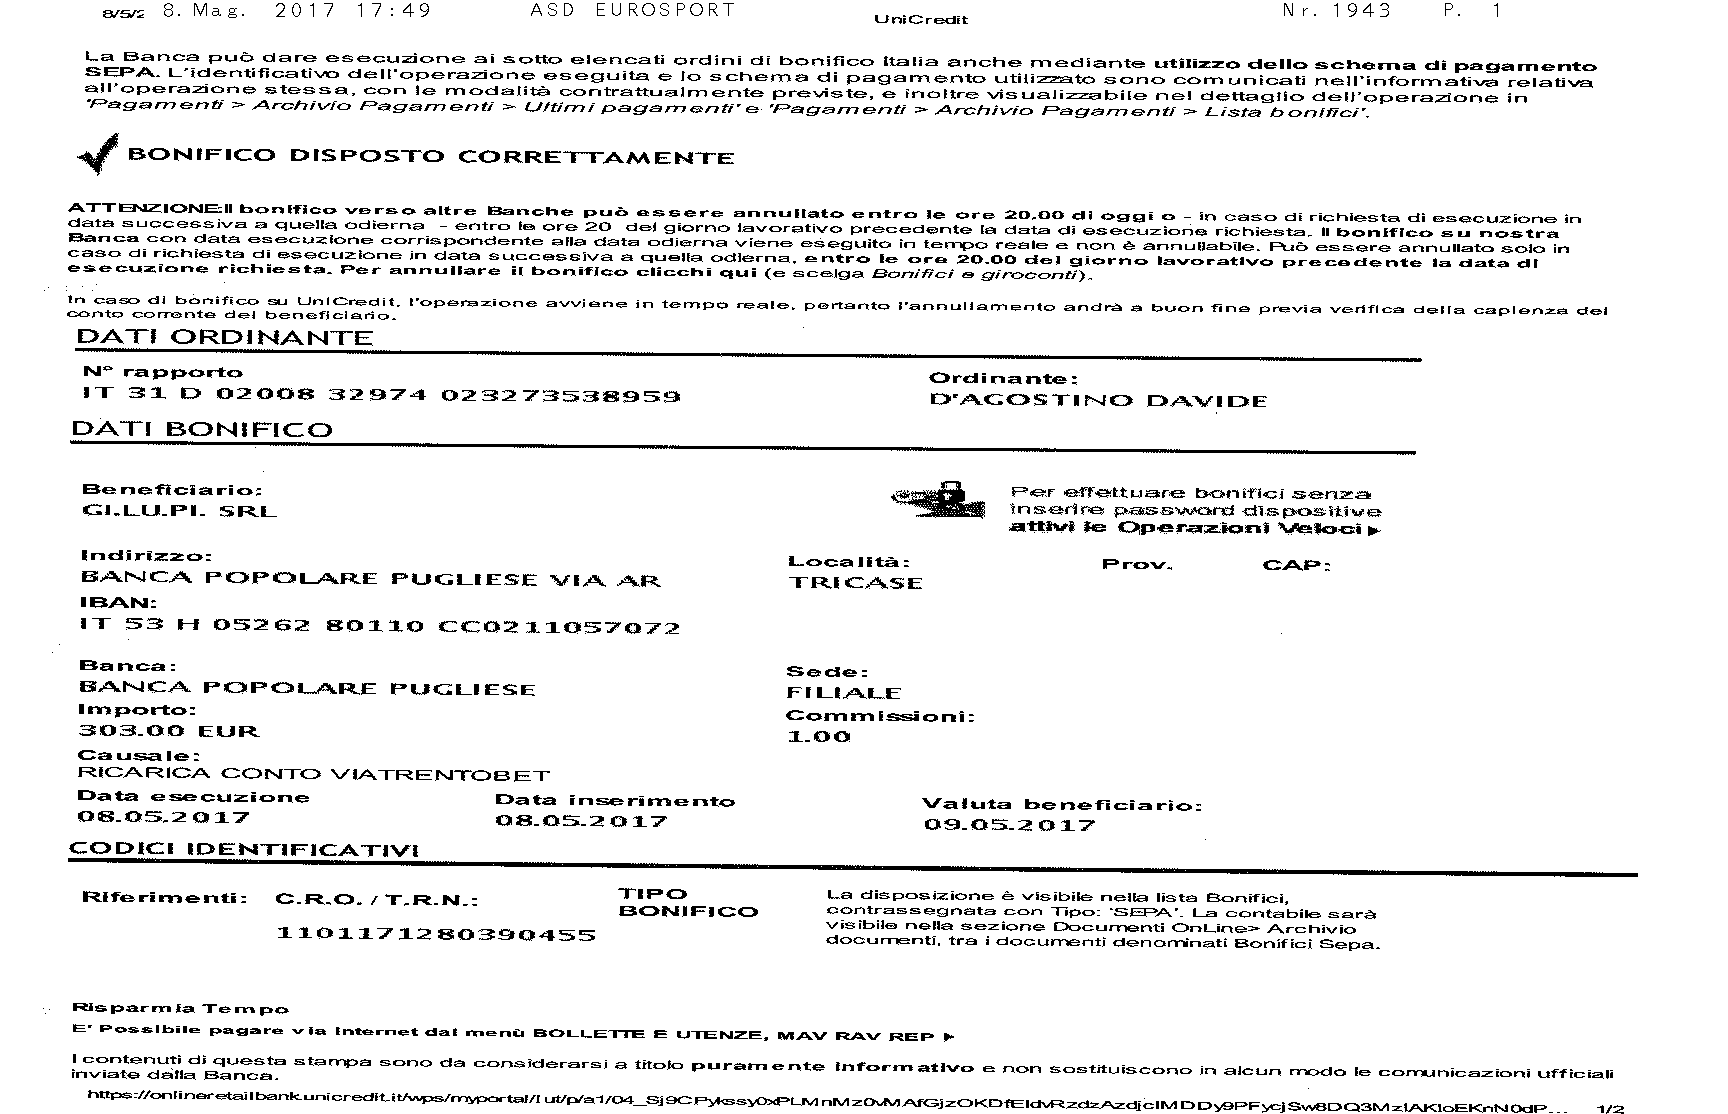 8/5/2 8. Mag. 2017 17:49 ASD EUROSPORT UniCredit Nr. 1943 P. 1
La Banca può dare esecuzione ai sotto elencati ordini di bonifico Italia anche mediante utilizzo dello schema di pagamento
SEPA. L'identificativo dell'operazione eseguita e lo schema di pagamento utilizzato sono comunicati nell'informativa relativa
all'operazione stessa, con le modalità contrattualmente previste, e inoltre visualizzabile nel dettaglio dell'operazione in
'Pagamenti > Archivio Pagamenti > Ultimi pagamenti' e 'Pagamenti > Archivio Pagamenti > Lista bonifici'.
BONIFICO DISPOSTO CORRETTAMENTE
ATTENZIONE:Il bonifico verso altre Banche può essere annullato entro le ore 20.00 di oggi o - in caso di richiesta di esecuzione in
data successiva a quella odierna - entro le ore 20 del giorno lavorativo precedente la data di esecuzione richiesta. Il bonifico su nostra
Banca con data esecuzione corrispondente alla data odierna viene eseguito in tempo reale e non è annullabile. Può essere annullato solo in
caso di richiesta di esecuzione in data successiva a quella odierna, entro le ore 20.00 del giorno lavorativo precedente la data di
esecuzione richiesta. Per annullare il bonifico clicchi qui (e scelga Bonifici e giroconti).
In caso di bonifico su UniCredit, l'operazione avviene in tempo reale, pertanto l'annullamento andrà a buon fine previa verifica della capienza del
conto corrente del beneficiario.
DATI ORDINANTE
N° rapporto Ordinante:
IT 31 D 02008 32974 023273538959 D'AGOSTINO DAVIDE
DATI BONIFICO
Beneficiario:
GI.LU.PI. SRL
Per effettuare bonifici senza
inserire password dispositive
attivi le Operazioni Veloci
Indirizzo: Località: Prov. CAP:
BANCA POPOLARE PUGLIESE VIA AR TRICASE
IBAN:
IT 53 H 05262 80110 CC0211057072
Banca: Sede:
BANCA POPOLARE PUGLIESE FILIALE
Importo: Commissioni:
303.00 EUR 1.00
Causale:
RICARICA CONTO VIATRENTOBET
Data esecuzione Data inserimento Valuta beneficiario:
08.05.2017 08.05.2017 09.05.2017
CODICI IDENTIFICATIVI
Riferimenti: C.R.O. / T.R.N.: TIPO
BONIFICO
1101171280390455
La disposizione è visibile nella lista Bonifici,
contrassegnata con Tipo: 'SEPA'. La contabile sarà
visibile nella sezione Documenti OnLine> Archivio
documenti, tra i documenti denominati Bonifici Sepa.
Risparmia Tempo
E' Possibile pagare via Internet dal menù BOLLETTE E UTENZE, MAV RAV REP
I contenuti di questa stampa sono da considerarsi a titolo puramente informativo e non sostituiscono in alcun modo le comunicazioni ufficiali
inviate dalla Banca.
1/2